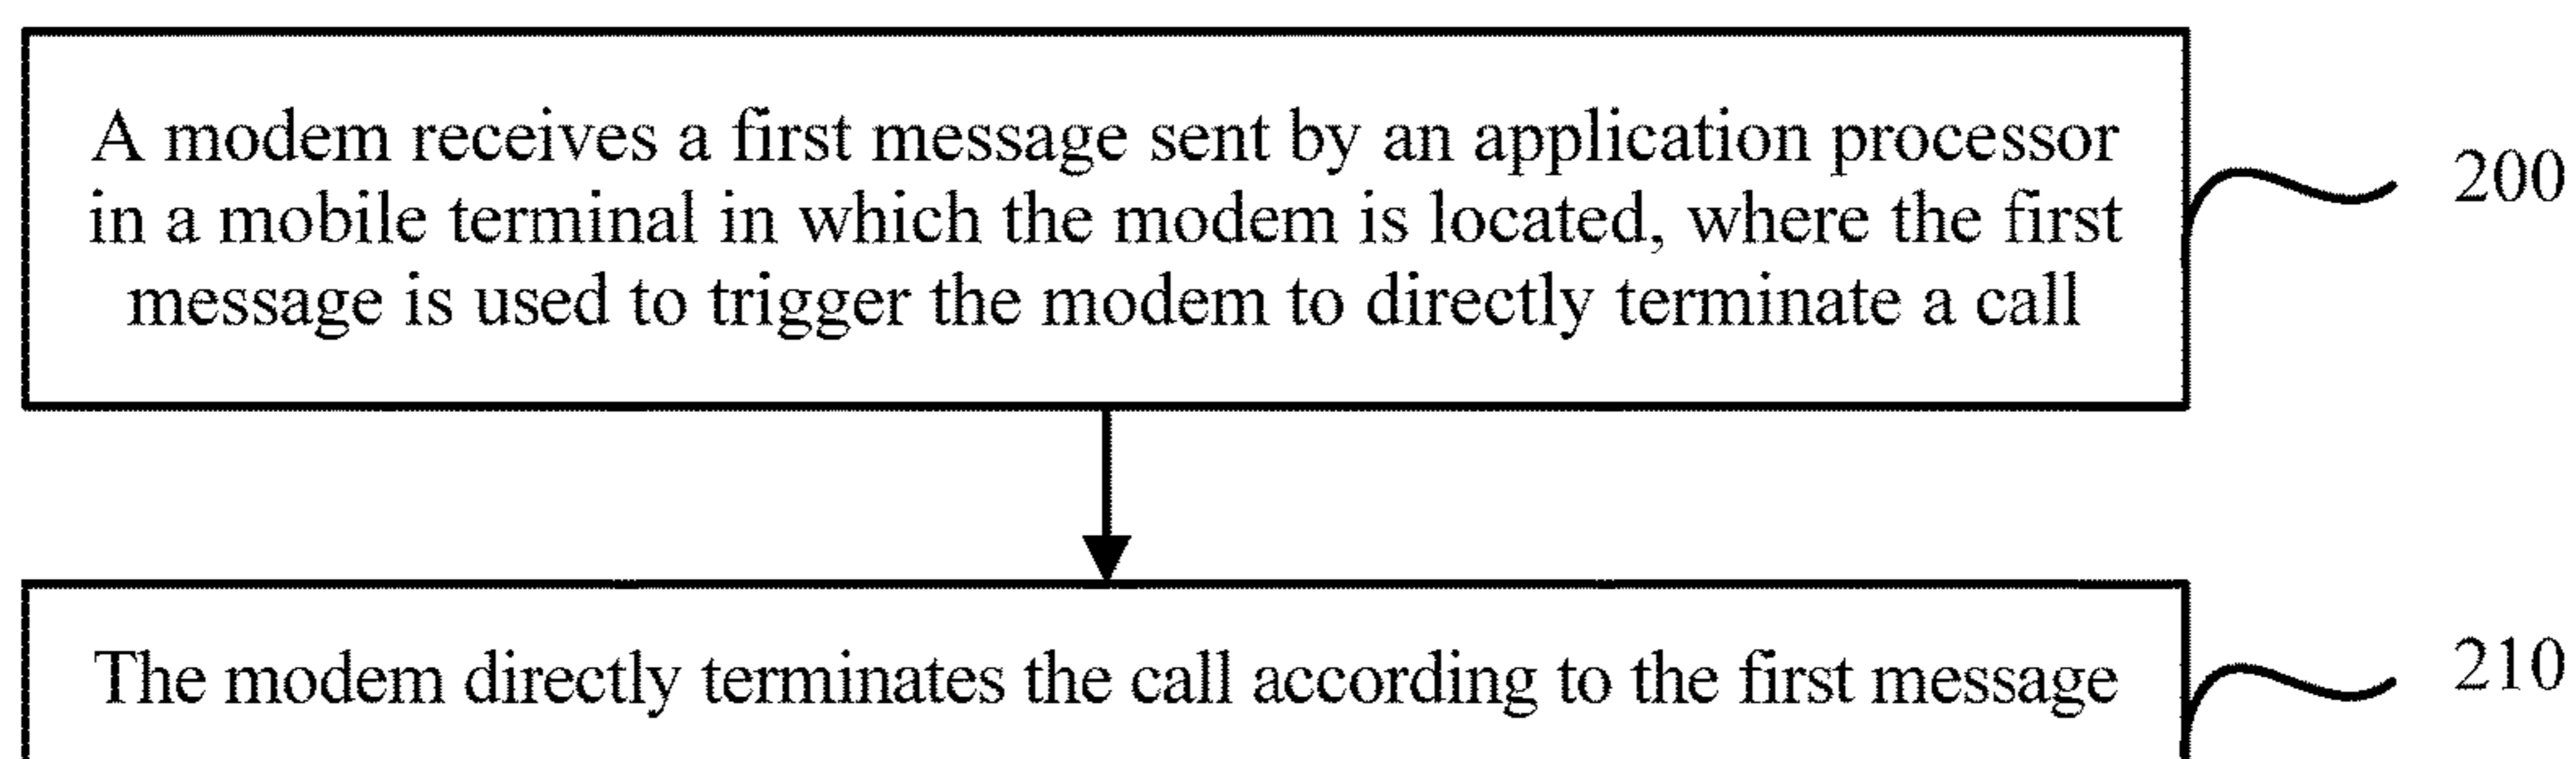 A modem receives a first message sent by an application processor
in a mobile terminal in which the modem is located, where the first
message is used to trigger the modem to directly terminate a call
200
The modem directly terminates the call according to the first message
210